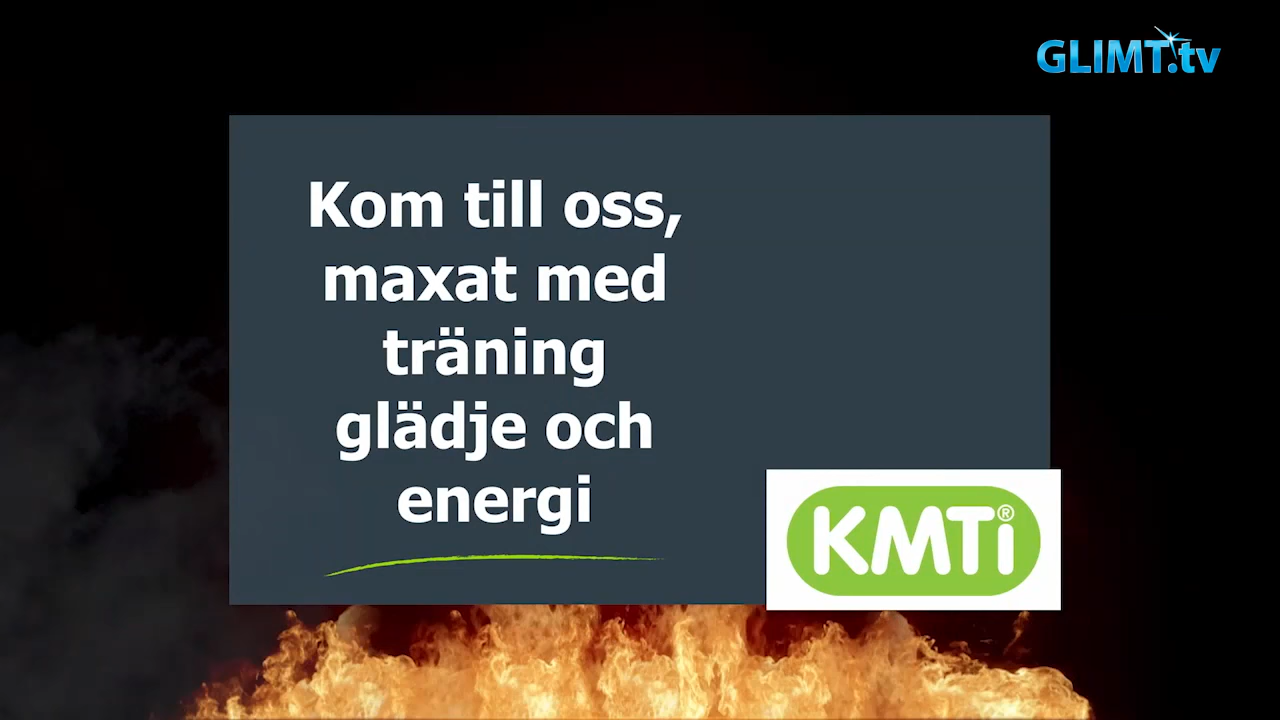 GLIMT.tv
Kom till oss,
maxat med
träning
glädje och
energi
KMTi®